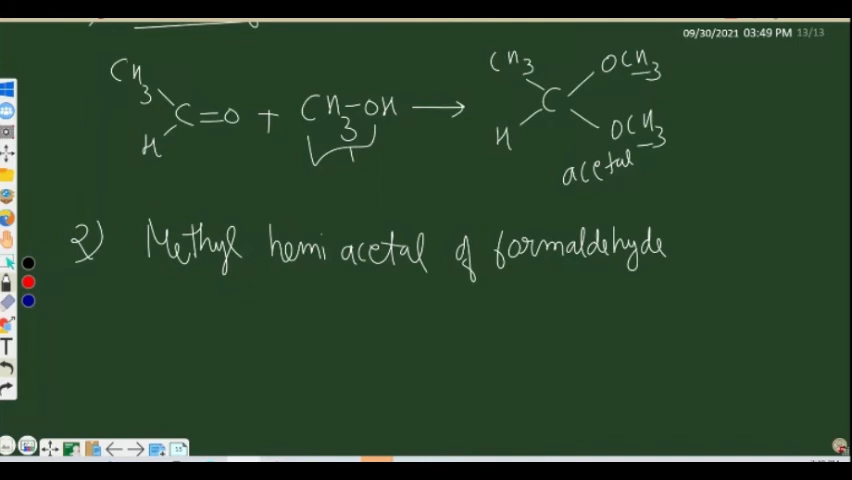 09/30/2021 03:49 PM 13/13
CH3 H C=O + CH3-OH → CH3 H C OCH3 OCH3
acetal
2) Methyl hemi acetal of formaldehyde